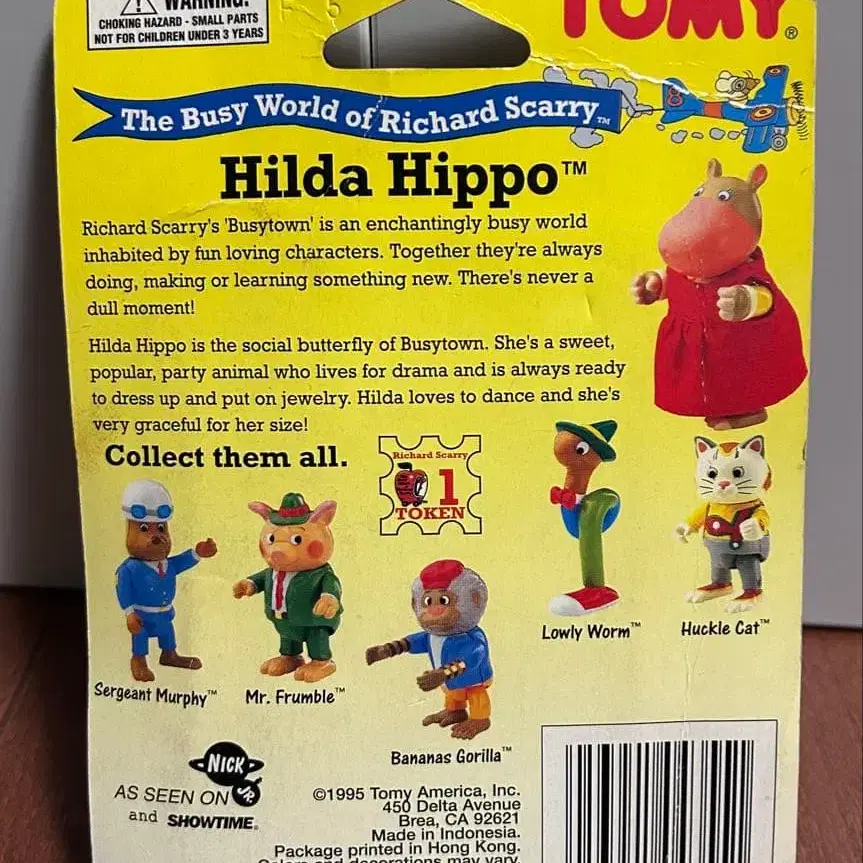 WARNING:
CHOKING HAZARD - SMALL PARTS
NOT FOR CHILDREN UNDER 3 YEARS
TOMY®
The Busy World of Richard Scarry™
Hilda Hippo™
Richard Scarry's 'Busytown' is an enchantingly busy world
inhabited by fun loving characters. Together they're always
doing, making or learning something new. There's never a
dull moment!
Hilda Hippo is the social butterfly of Busytown. She's a sweet,
popular, party animal who lives for drama and is always ready
to dress up and put on jewelry. Hilda loves to dance and she's
very graceful for her size!
Collect them all.
Richard Scarry
1
TOKEN
Lowly Worm™
Huckle Cat™
Sergeant Murphy™
Mr. Frumble™
Bananas Gorilla™
NICK JR.
AS SEEN ON
and SHOWTIME®
©1995 Tomy America, Inc.
450 Delta Avenue
Brea, CA 92621
Made in Indonesia.
Package printed in Hong Kong.
Colors and decorations may vary.